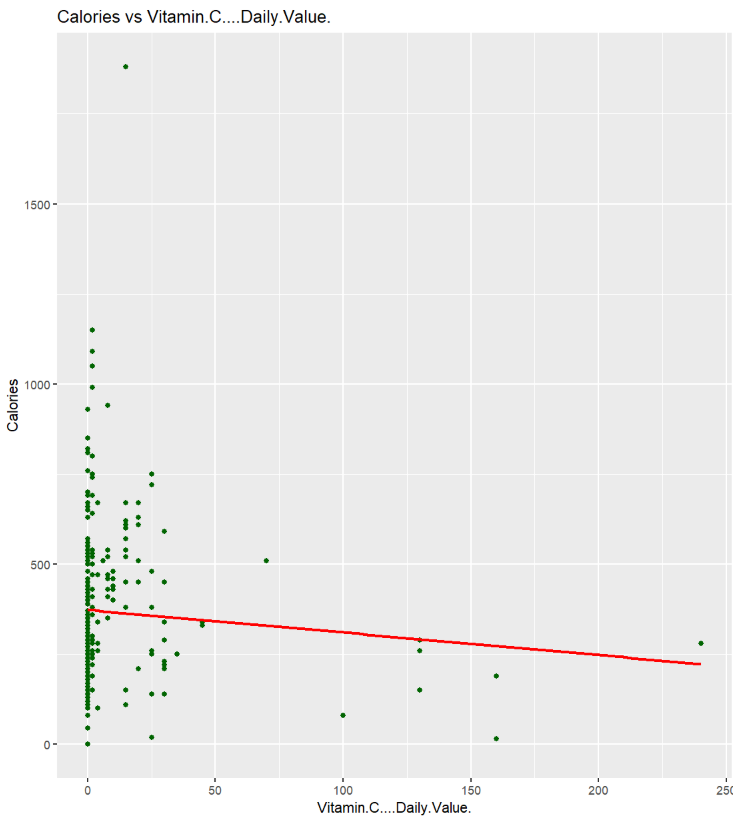 Calories vs Vitamin.C....Daily.Value.
1500
1000
500
0
Calories
0 50 100 150 200 250
Vitamin.C....Daily.Value.